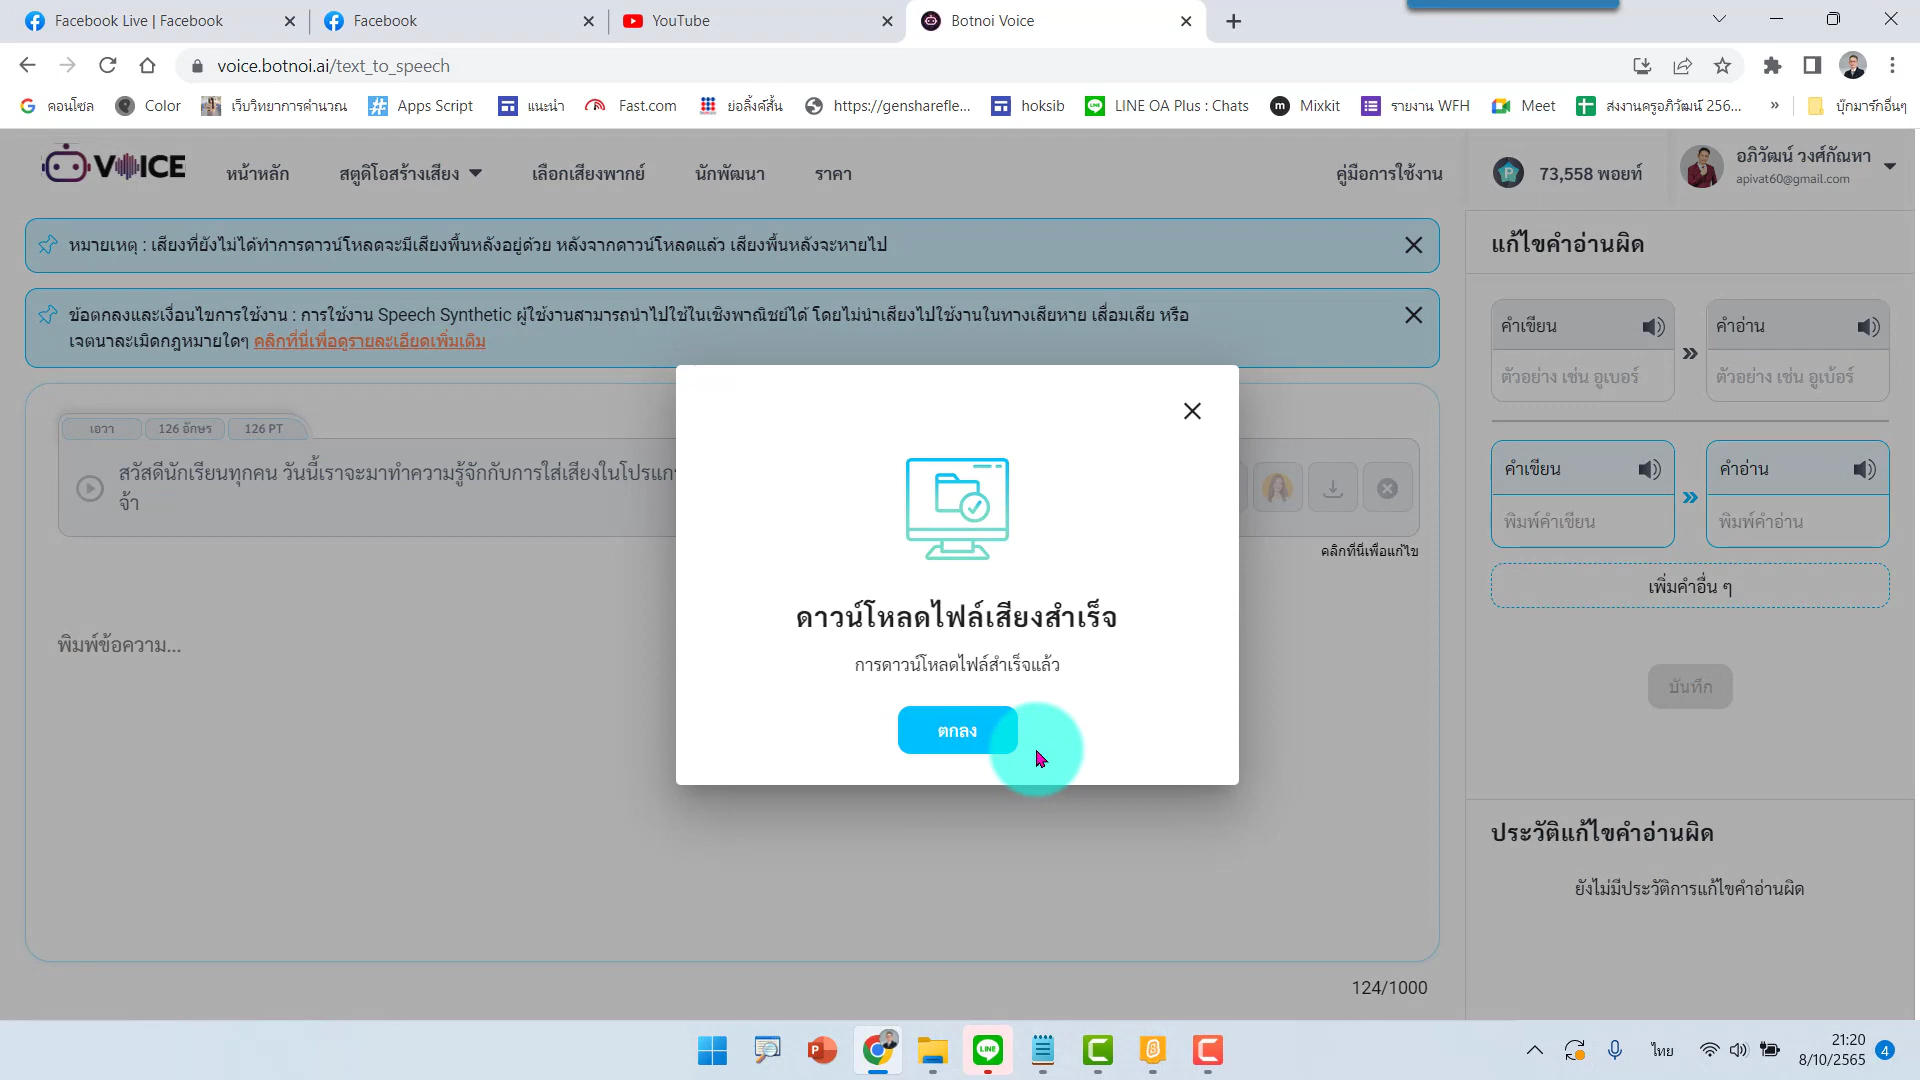 Facebook Live | Facebook
Facebook
YouTube
Botnoi Voice
voice.botnoi.ai/text_to_speech
คอนโซล
Color
เว็บวิทยาการคำนวณ
Apps Script
แนะนำ
Fast.com
ย่อลิ้งค์สั้น
https://gensharefle...
hoksib
LINE OA Plus : Chats
Mixkit
รายงาน WFH
Meet
ส่งงานครูอภิวัฒน์ 256...
»
บุ๊กมาร์กอื่นๆ
VOICE
หน้าหลัก
สตูดิโอสร้างเสียง
เลือกเสียงพากย์
นักพัฒนา
ราคา
คู่มือการใช้งาน
73,558 พอยท์
อภิวัฒน์ วงศ์กัณหา
apivat60@gmail.com
หมายเหตุ : เสียงที่ยังไม่ได้ทำการดาวน์โหลดจะมีเสียงพื้นหลังอยู่ด้วย หลังจากดาวน์โหลดแล้ว เสียงพื้นหลังจะหายไป
ข้อตกลงและเงื่อนไขการใช้งาน : การใช้งาน Speech Synthetic ผู้ใช้งานสามารถนำไปใช้ในเชิงพาณิชย์ได้ โดยไม่นำเสียงไปใช้งานในทางเสียหาย เสื่อมเสีย หรือ
เจตนาละเมิดกฎหมายใดๆ คลิกที่นี่เพื่อดูรายละเอียดเพิ่มเติม
เอวา
126 อักษร
126 PT
สวัสดีนักเรียนทุกคน วันนี้เราจะมาทำความรู้จักกับการใส่เสียงในโปรแกร
จ้า
คลิกที่นี่เพื่อแก้ไข
พิมพ์ข้อความ...
124/1000
ดาวน์โหลดไฟล์เสียงสำเร็จ
การดาวน์โหลดไฟล์สำเร็จแล้ว
ตกลง
แก้ไขคำอ่านผิด
คำเขียน
คำอ่าน
ตัวอย่าง เช่น อูเบอร์
ตัวอย่าง เช่น อูเบ้อร์
คำเขียน
คำอ่าน
พิมพ์คำเขียน
พิมพ์คำอ่าน
เพิ่มคำอื่น ๆ
บันทึก
ประวัติแก้ไขคำอ่านผิด
ยังไม่มีประวัติการแก้ไขคำอ่านผิด
ไทย
21:20
8/10/2565
4